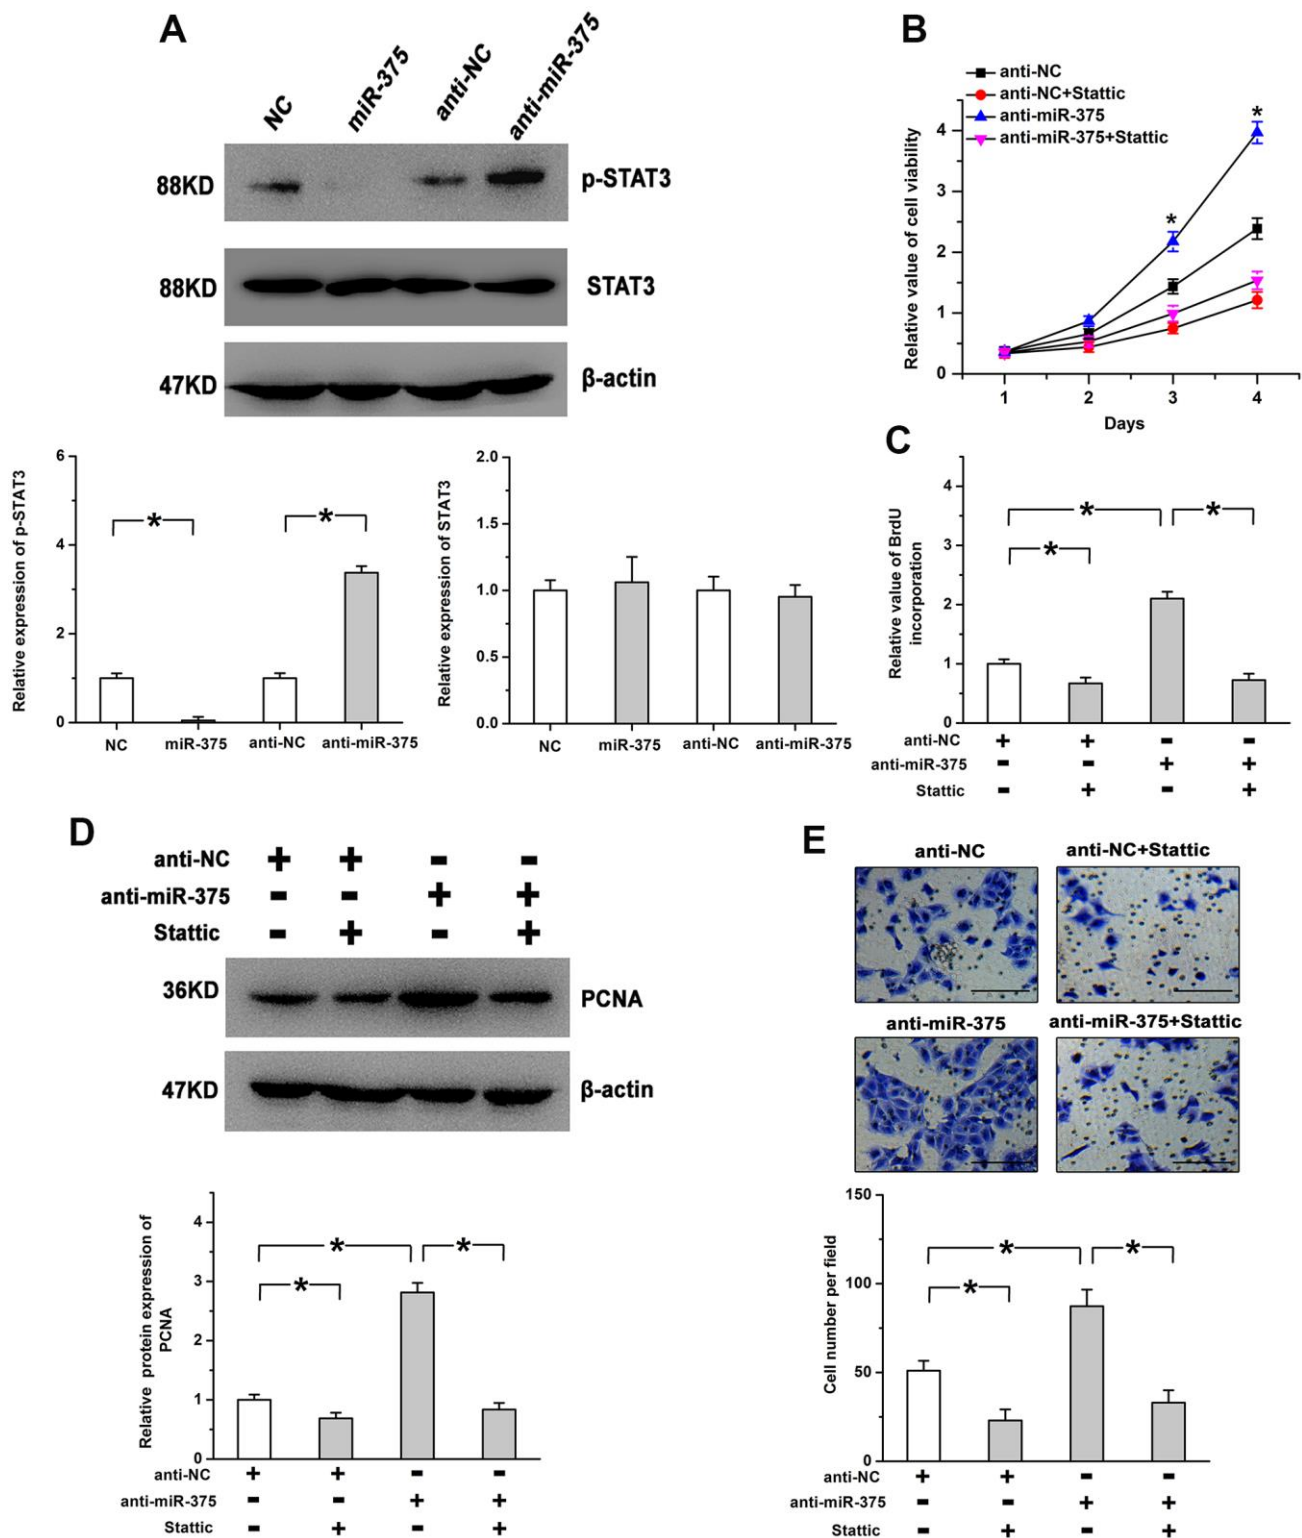 A
NC
miR-375
anti-NC
anti-miR-375
88KD
p-STAT3
88KD
STAT3
47KD
β-actin
Relative expression of p-STAT3
6
4
2
0
*
*
NC
miR-375
anti-NC
anti-miR-375
Relative expression of STAT3
2.0
1.5
1.0
0.5
0.0
NC
miR-375
anti-NC
anti-miR-375
B
anti-NC
anti-NC+Stattic
anti-miR-375
anti-miR-375+Stattic
Relative value of cell viability
4
3
2
1
0
*
*
1
2
3
4
Days
C
Relative value of BrdU
incorporation
4
3
2
1
0
*
*
*
anti-NC + + - -
anti-miR-375 - - + +
Stattic - + - +
D
anti-NC + + - -
anti-miR-375 - - + +
Stattic - + - +
36KD
PCNA
47KD
β-actin
Relative protein expression of
PCNA
4
3
2
1
0
*
*
*
anti-NC + + - -
anti-miR-375 - - + +
Stattic - + - +
E
anti-NC
anti-NC+Stattic
anti-miR-375
anti-miR-375+Stattic
Cell number per field
150
100
50
0
*
*
*
anti-NC + + - -
anti-miR-375 - - + +
Stattic - + - +